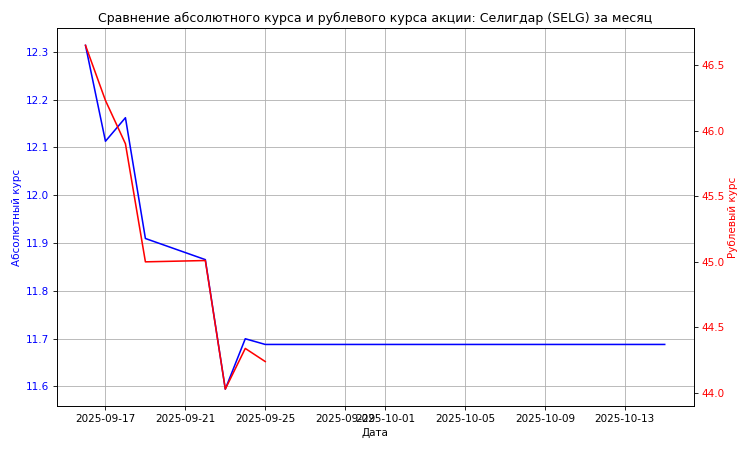 Сравнение абсолютного курса и рублевого курса акции: Селигдар (SELG) за месяц
12.3
12.2
12.1
12.0
11.9
11.8
11.7
11.6
Абсолютный курс
46.5
46.0
45.5
45.0
44.5
44.0
Рублевый курс
2025-09-17 2025-09-21 2025-09-25 2025-09-29 2025-10-01 2025-10-05 2025-10-09 2025-10-13
Дата